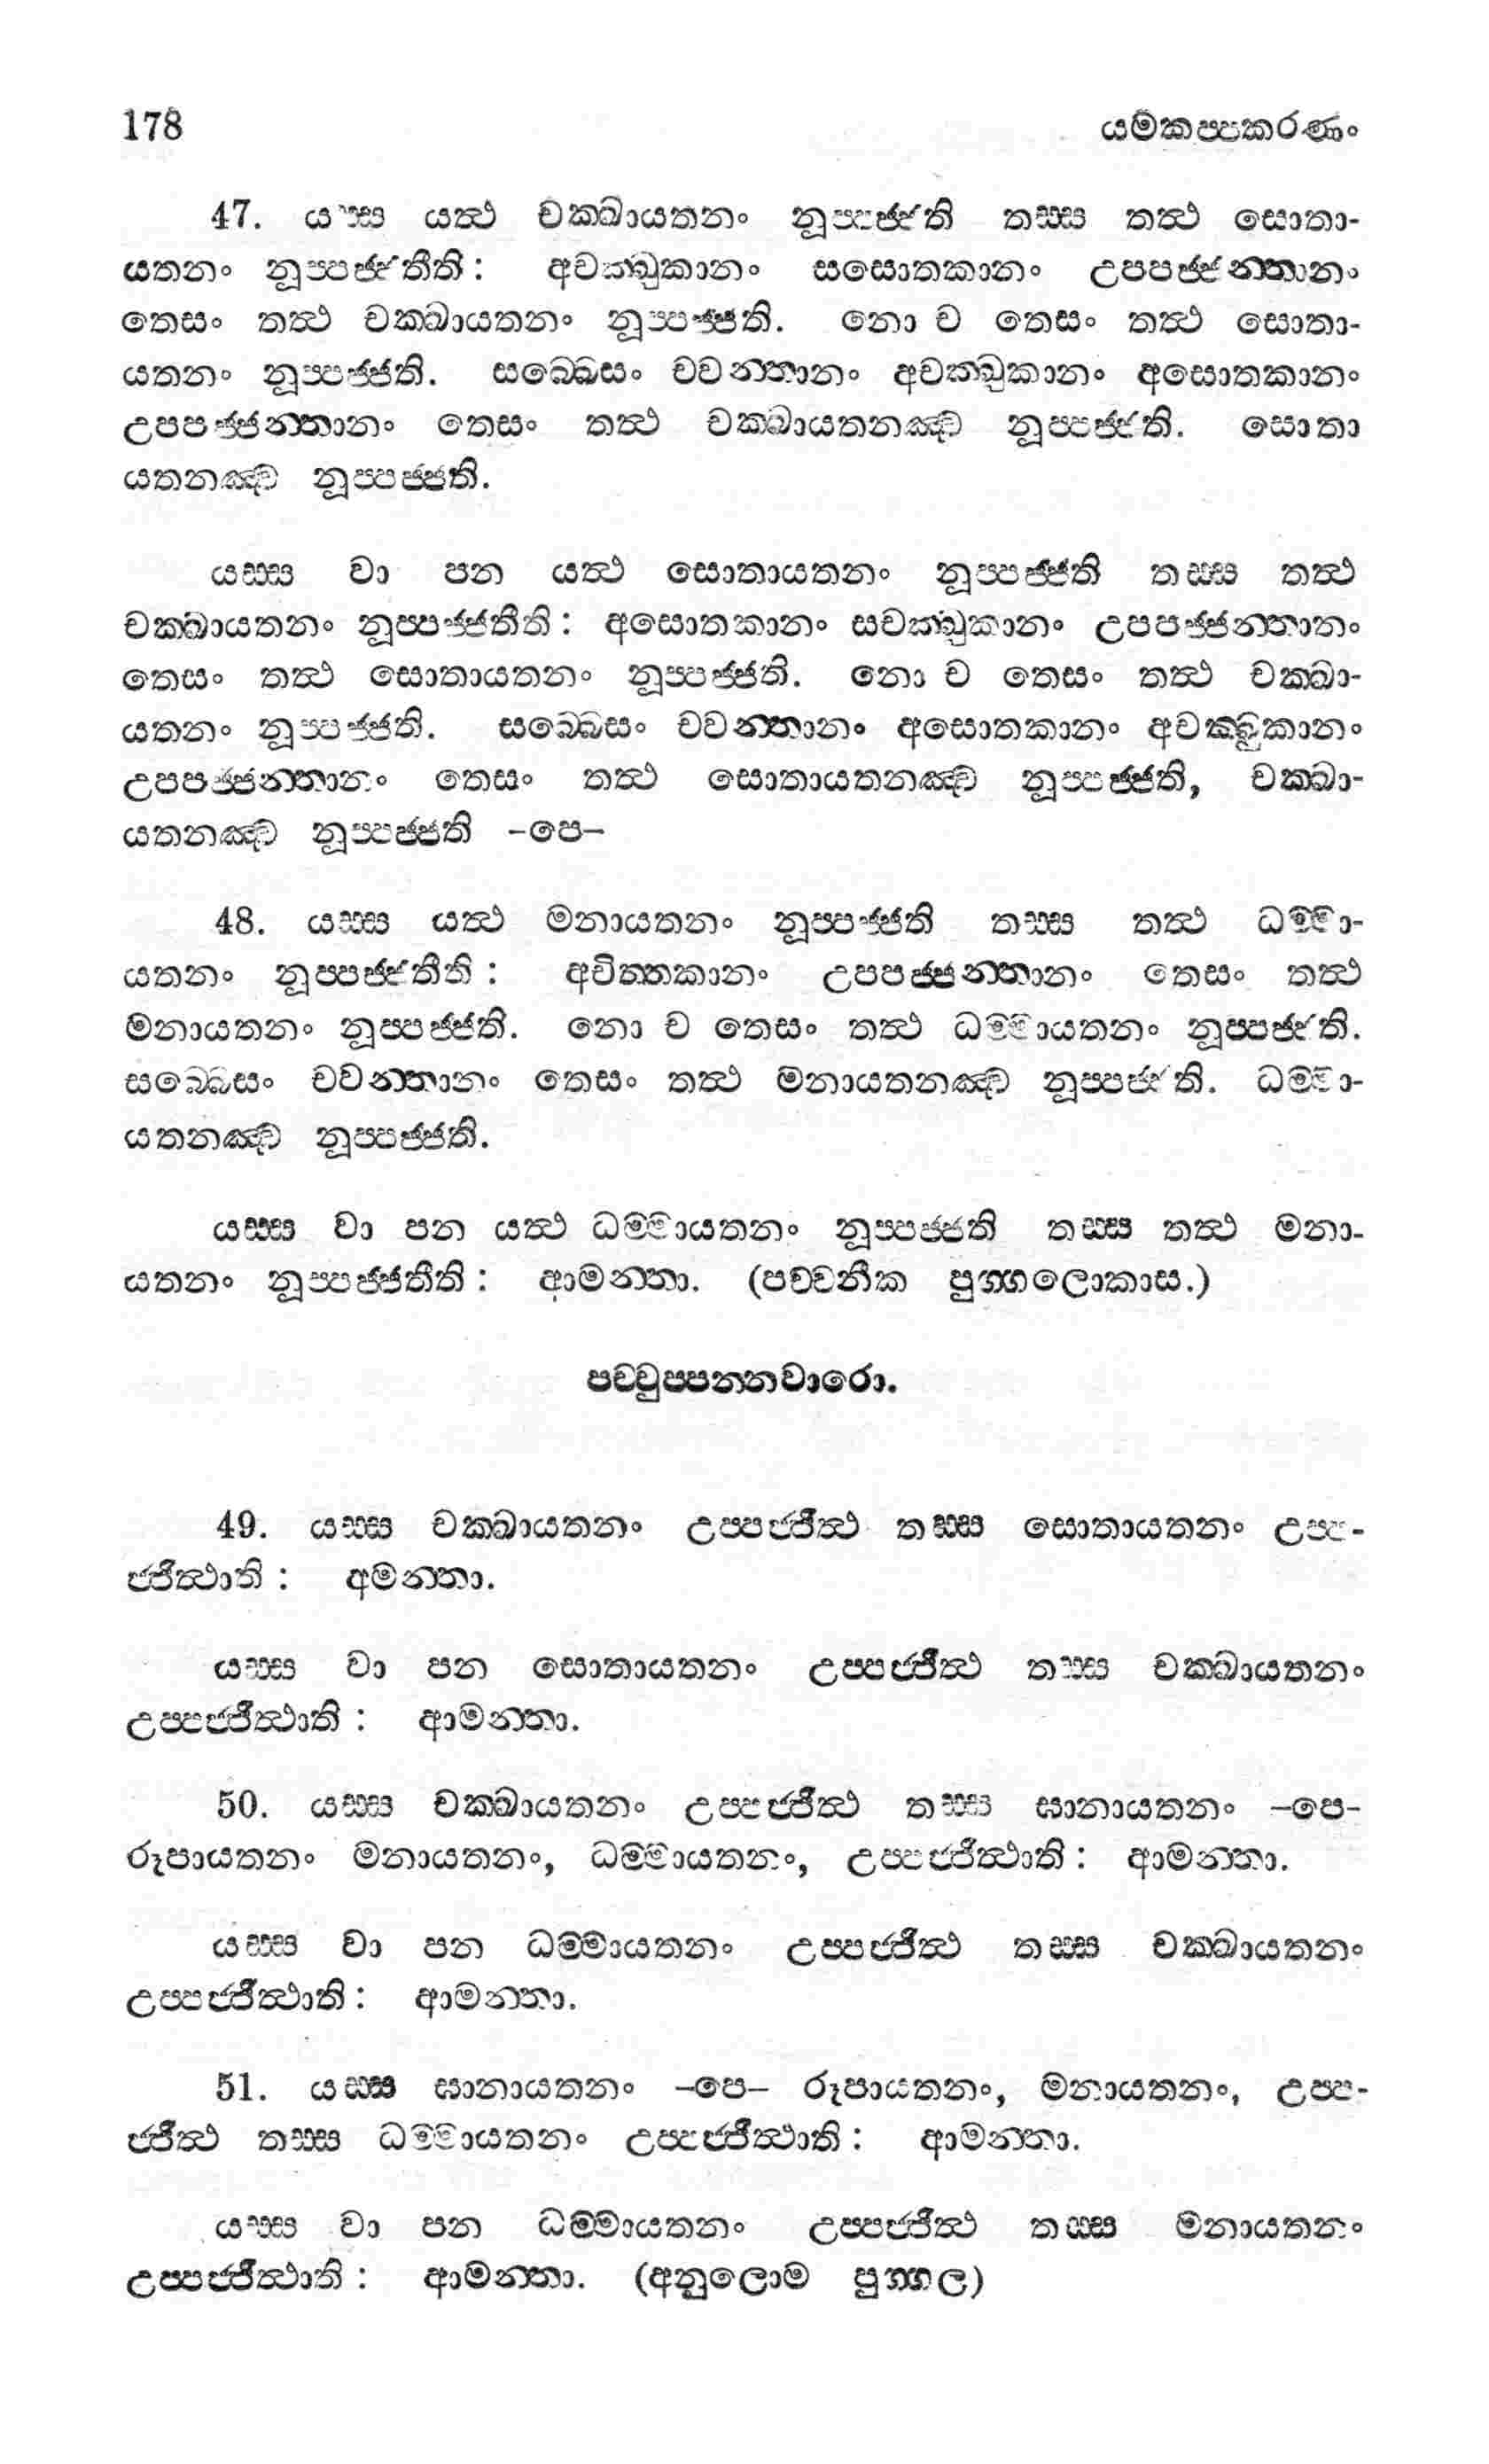 178 යමකප්පකරණං
47. යස්ස යත්ථ චක්ඛායතනං නූප්පජ්ජති තස්ස තත්ථ සොතා-
යතනං නූප්පජ්ජතීති: අචක්ඛුකානං සසොතකානං උපපජ්ජන්තානං
තෙසං තත්ථ චක්ඛායතනං නූප්පජ්ජති. නො ච තෙසං තත්ථ සොතා-
යතනං නූප්පජ්ජති. සබ්බෙසං චවන්තානං අචක්ඛුකානං අසොතකානං
උපපජ්ජන්තානං තෙසං තත්ථ චක්ඛායතනඤ්ච නූප්පජ්ජති. සොතා
යතනඤ්ච නූප්පජ්ජති.
යස්ස වා පන යත්ථ සොතායතනං නූප්පජ්ජති තස්ස තත්ථ
චක්ඛායතනං නූප්පජ්ජතීති: අසොතකානං සචක්ඛුකානං උපපජ්ජන්තානං
තෙසං තත්ථ සොතායතනං නූප්පජ්ජති. නො ච තෙසං තත්ථ චක්ඛා-
යතනං නූප්පජ්ජති. සබ්බෙසං චවන්තානං අසොතකානං අචක්ඛුකානං
උපපජ්ජන්තානං තෙසං තත්ථ සොතායතනඤ්ච නූප්පජ්ජති, චක්ඛා-
යතනඤ්ච නූප්පජ්ජති –පෙ–
48. යස්ස යත්ථ මනායතනං නූප්පජ්ජති තස්ස තත්ථ ධම්මා-
යතනං නූප්පජ්ජතීති: අචිත්තකානං උපපජ්ජන්තානං තෙසං තත්ථ
මනායතනං නූප්පජ්ජති. නො ච තෙසං තත්ථ ධම්මායතනං නූප්පජ්ජති.
සබ්බෙසං චවන්තානං තෙසං තත්ථ මනායතනඤ්ච නූප්පජ්ජති. ධම්මා-
යතනඤ්ච නූප්පජ්ජති.
යස්ස වා පන යත්ථ ධම්මායතනං නූප්පජ්ජති තස්ස තත්ථ මනා-
යතනං නූප්පජ්ජතීති: ආමන්තා. (පච්චනීක පුග්ගලොකාස.)
පච්චුප්පන්නවාරො.
49. යස්ස චක්ඛායතනං උප්පජ්ජිත්ථ තස්ස සොතායතනං උප්ප-
ජ්ජිත්ථාති: අමන්තා.
යස්ස වා පන සොතායතනං උප්පජ්ජිත්ථ තස්ස චක්ඛායතනං
උප්පජ්ජිත්ථාති: ආමන්තා.
50. යස්ස චක්ඛායතනං උප්පජ්ජිත්ථ තස්ස ඝානායතනං –පෙ-
රූපායතනං මනායතනං, ධම්මායතනං, උප්පජ්ජිත්ථාති: ආමන්තා.
යස්ස වා පන ධම්මායතනං උප්පජ්ජිත්ථ තස්ස චක්ඛායතනං
උප්පජ්ජිත්ථාති: ආමන්තා.
51. යස්ස ඝානායතනං –පෙ– රූපායතනං, මනායතනං, උප්ප-
ජ්ජිත්ථ තස්ස ධම්මායතනං උප්පජ්ජිත්ථාති: ආමන්තා.
යස්ස වා පන ධම්මායතනං උප්පජ්ජිත්ථ තස්ස මනායතනං
උප්පජ්ජිත්ථාති: ආමන්තා. (අනුලොම පුග්ගල)